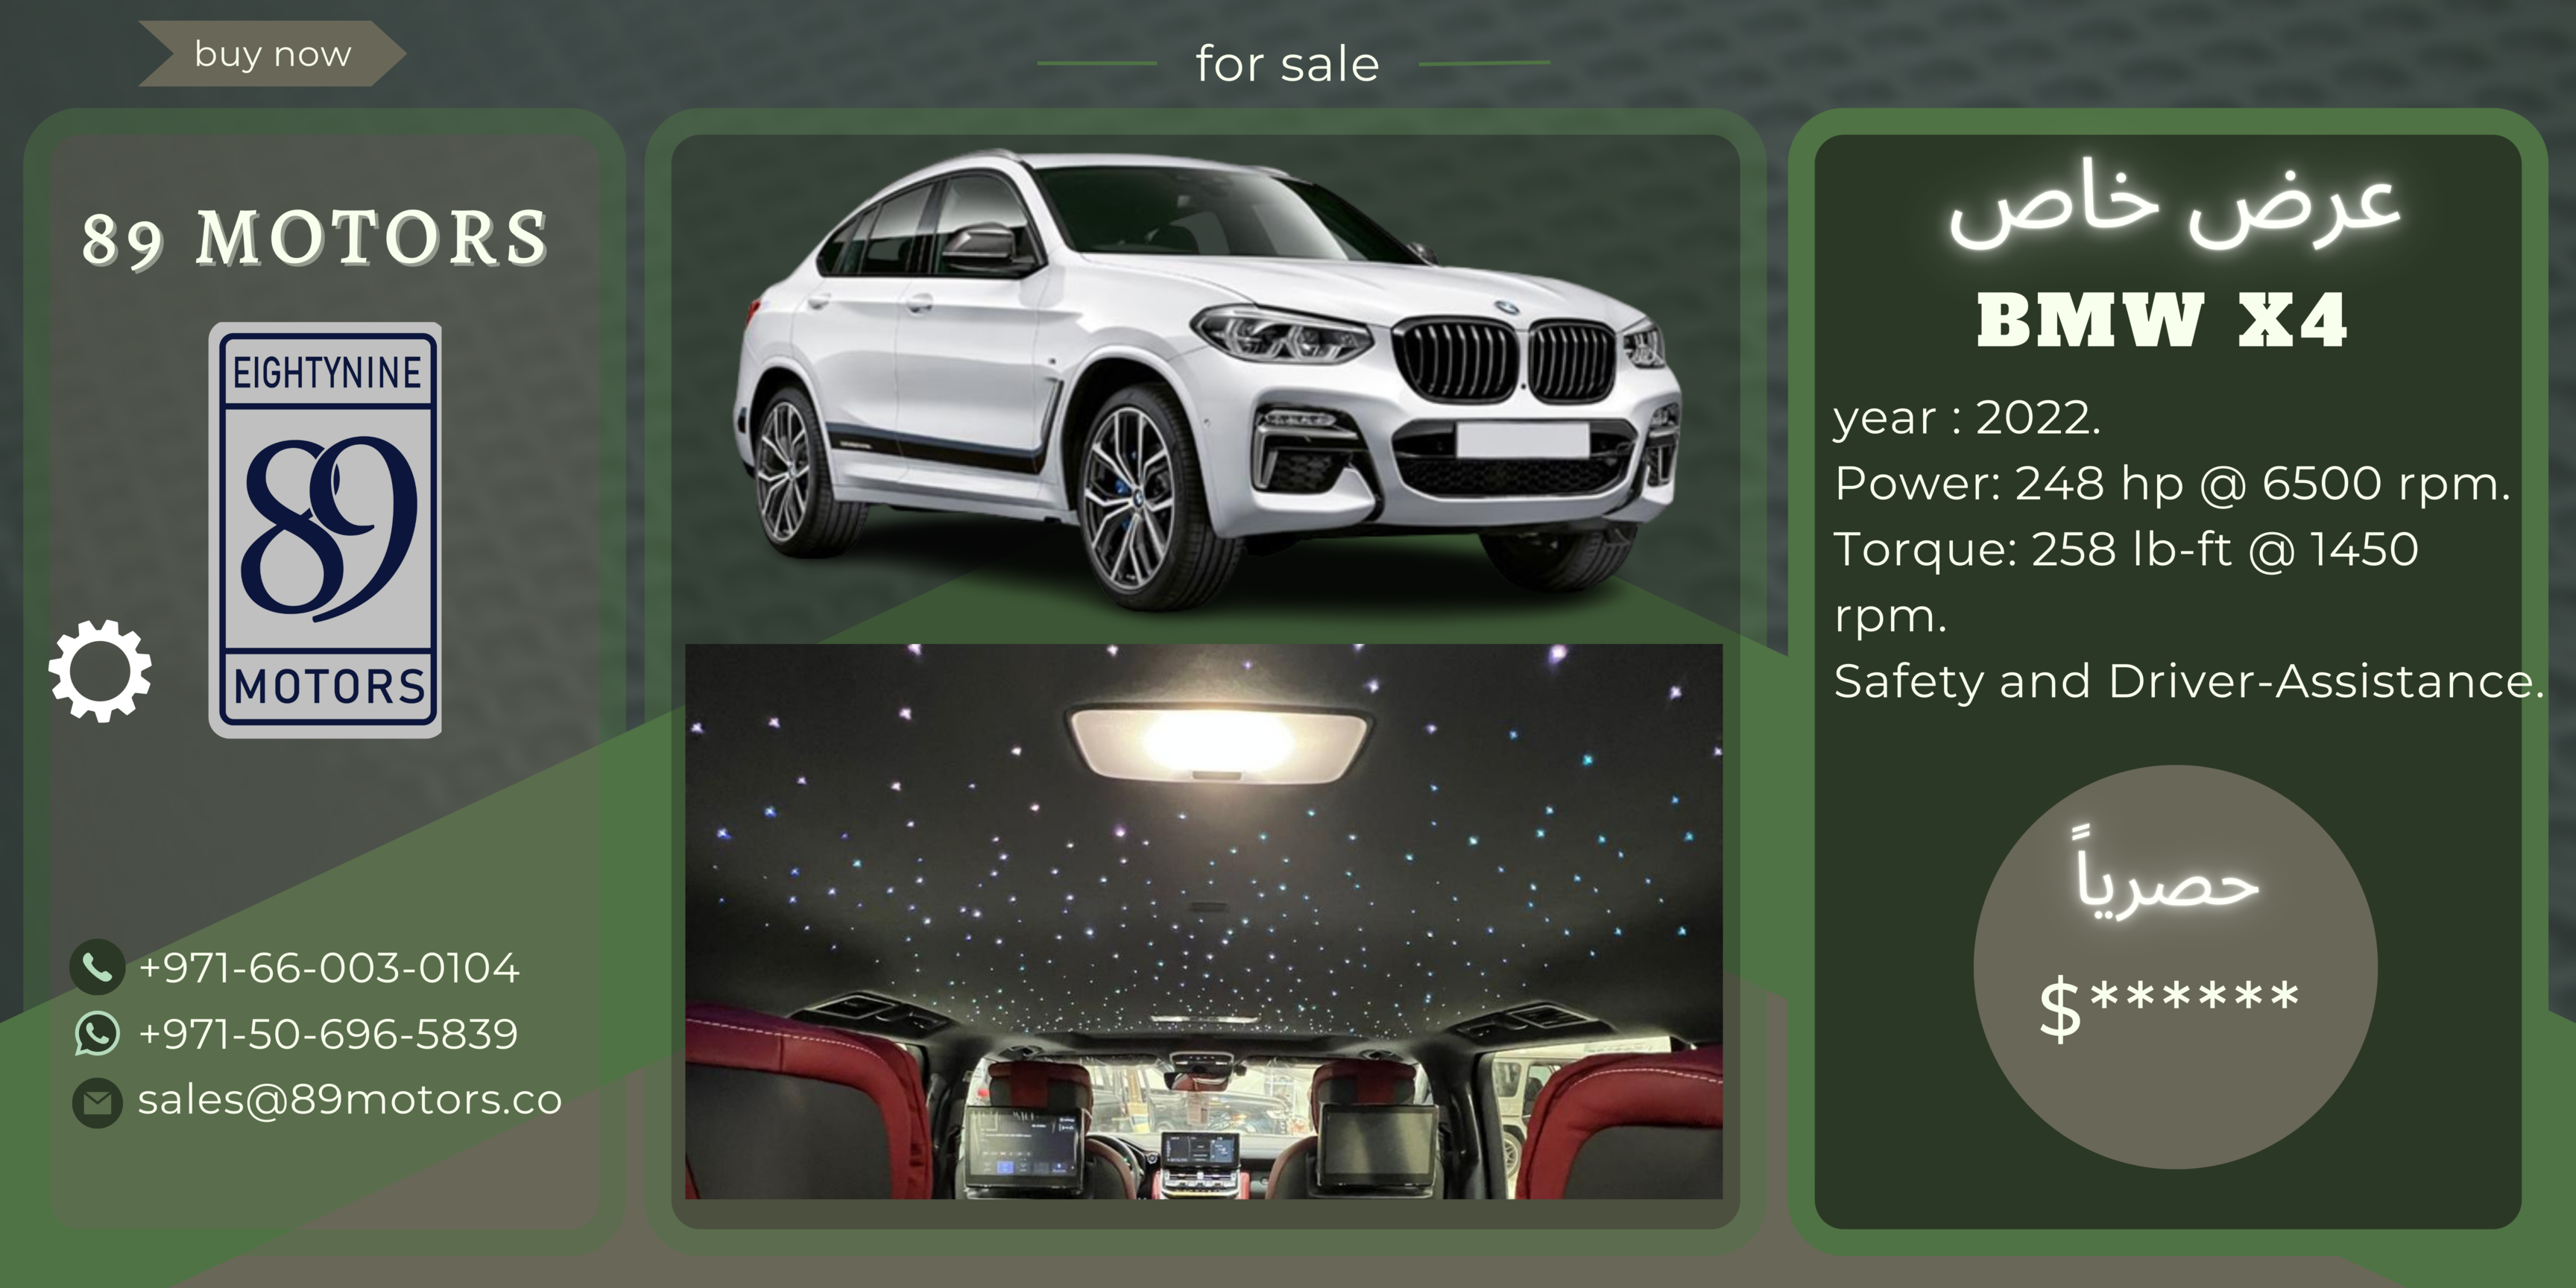 buy now
for sale
89 MOTORS
EIGHTYNINE
89
MOTORS
+971-66-003-0104
+971-50-696-5839
sales@89motors.co
عرض خاص
BMW X4
year : 2022.
Power: 248 hp @ 6500 rpm.
Torque: 258 lb-ft @ 1450
rpm.
Safety and Driver-Assistance.
حصرياً
$******